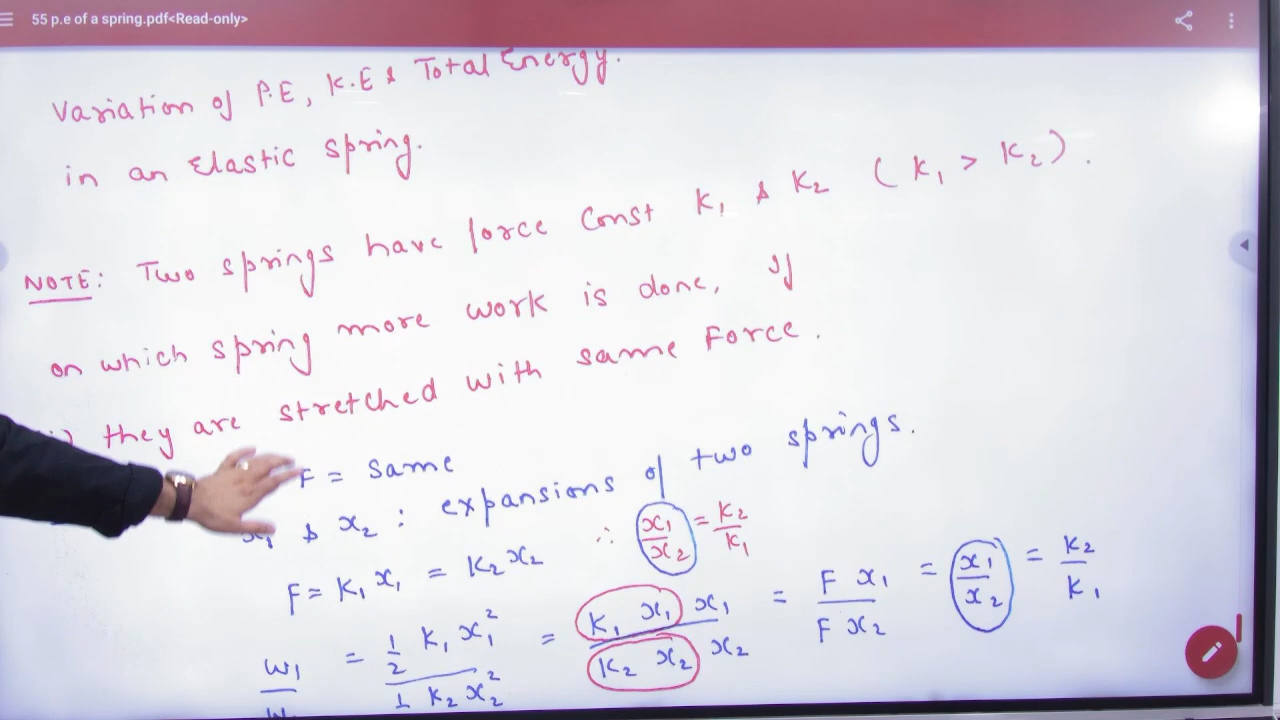 55 p.e of a spring.pdf<Read-only>
Variation of P.E, K.E & Total Energy.
in an Elastic spring.
NOTE: Two springs have force Const K₁ & K₂ (K₁ > K₂).
on which spring more work is done, If
they are stretched with same Force.
F = Same
x₁ & x₂ : expansions of two springs.
F = K₁ x₁ = K₂ x₂ ∴ x₁/x₂ = K₂/K₁
W₁ = ½ K₁ x₁² / K₂ x₂² = K₁ x₁ x₁ / K₂ x₂ x₂ = F x₁ / F x₂ = x₁/x₂ = K₂/K₁